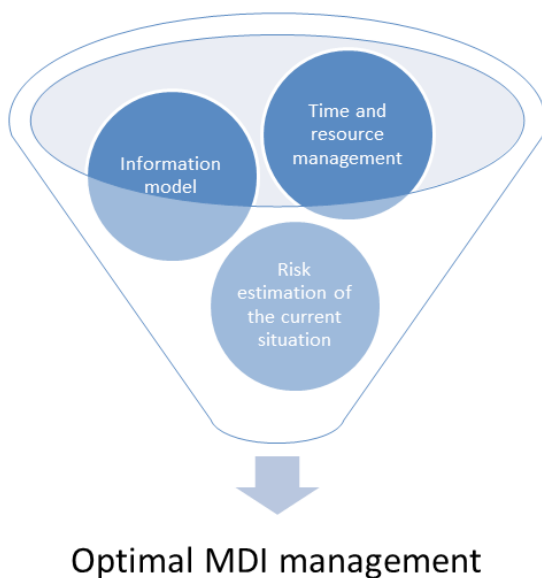 Time and
resource
management
Information
model
Risk
estimation of
the current
situation
Optimal MDI management